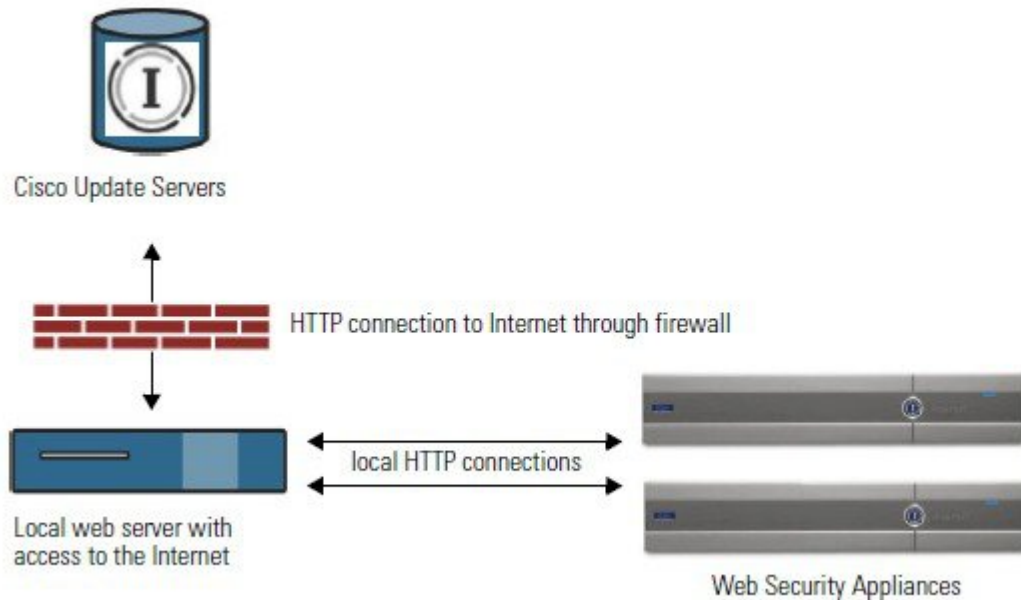 I
Cisco Update Servers
HTTP connection to Internet through firewall
local HTTP connections
Local web server with
access to the Internet
I
I
Web Security Appliances